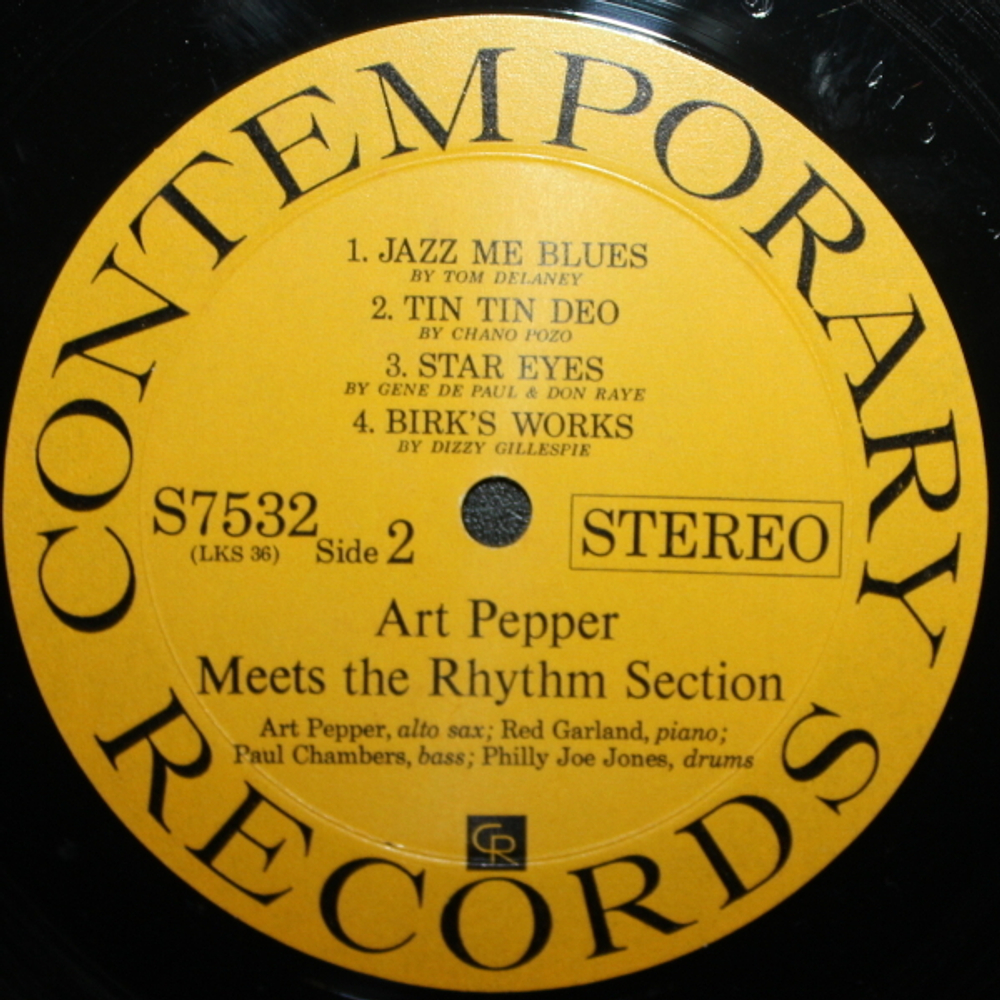 CONTEMPORARY
1. JAZZ ME BLUES
BY TOM DELANEY
2. TIN TIN DEO
BY CHANO POZO
3. STAR EYES
BY GENE DE PAUL & DON RAYE
4. BIRK'S WORKS
BY DIZZY GILLESPIE
S7532
(LKS 36) Side 2
STEREO
Art Pepper
Meets the Rhythm Section
Art Pepper, alto sax; Red Garland, piano;
Paul Chambers, bass; Philly Joe Jones, drums
CR
RECORDS